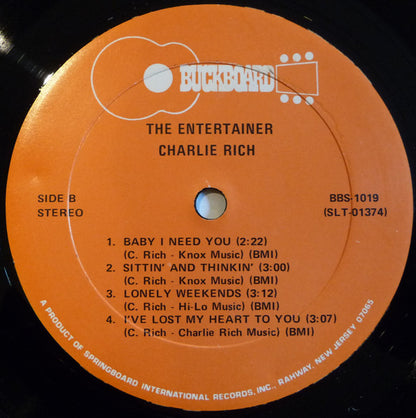 BUCKBOARD
THE ENTERTAINER
CHARLIE RICH
SIDE B
STEREO
BBS-1019
(SLT-01374)
1. BABY I NEED YOU (2:22)
(C. Rich - Knox Music) (BMI)
2. SITTIN' AND THINKIN' (3:00)
(C. Rich - Knox Music) (BMI)
3. LONELY WEEKENDS (3:12)
(C. Rich - Hi-Lo Music) (BMI)
4. I'VE LOST MY HEART TO YOU (3:07)
(C. Rich - Charlie Rich Music) (BMI)
A PRODUCT OF SPRINGBOARD INTERNATIONAL RECORDS, INC., RAHWAY, NEW JERSEY 07065